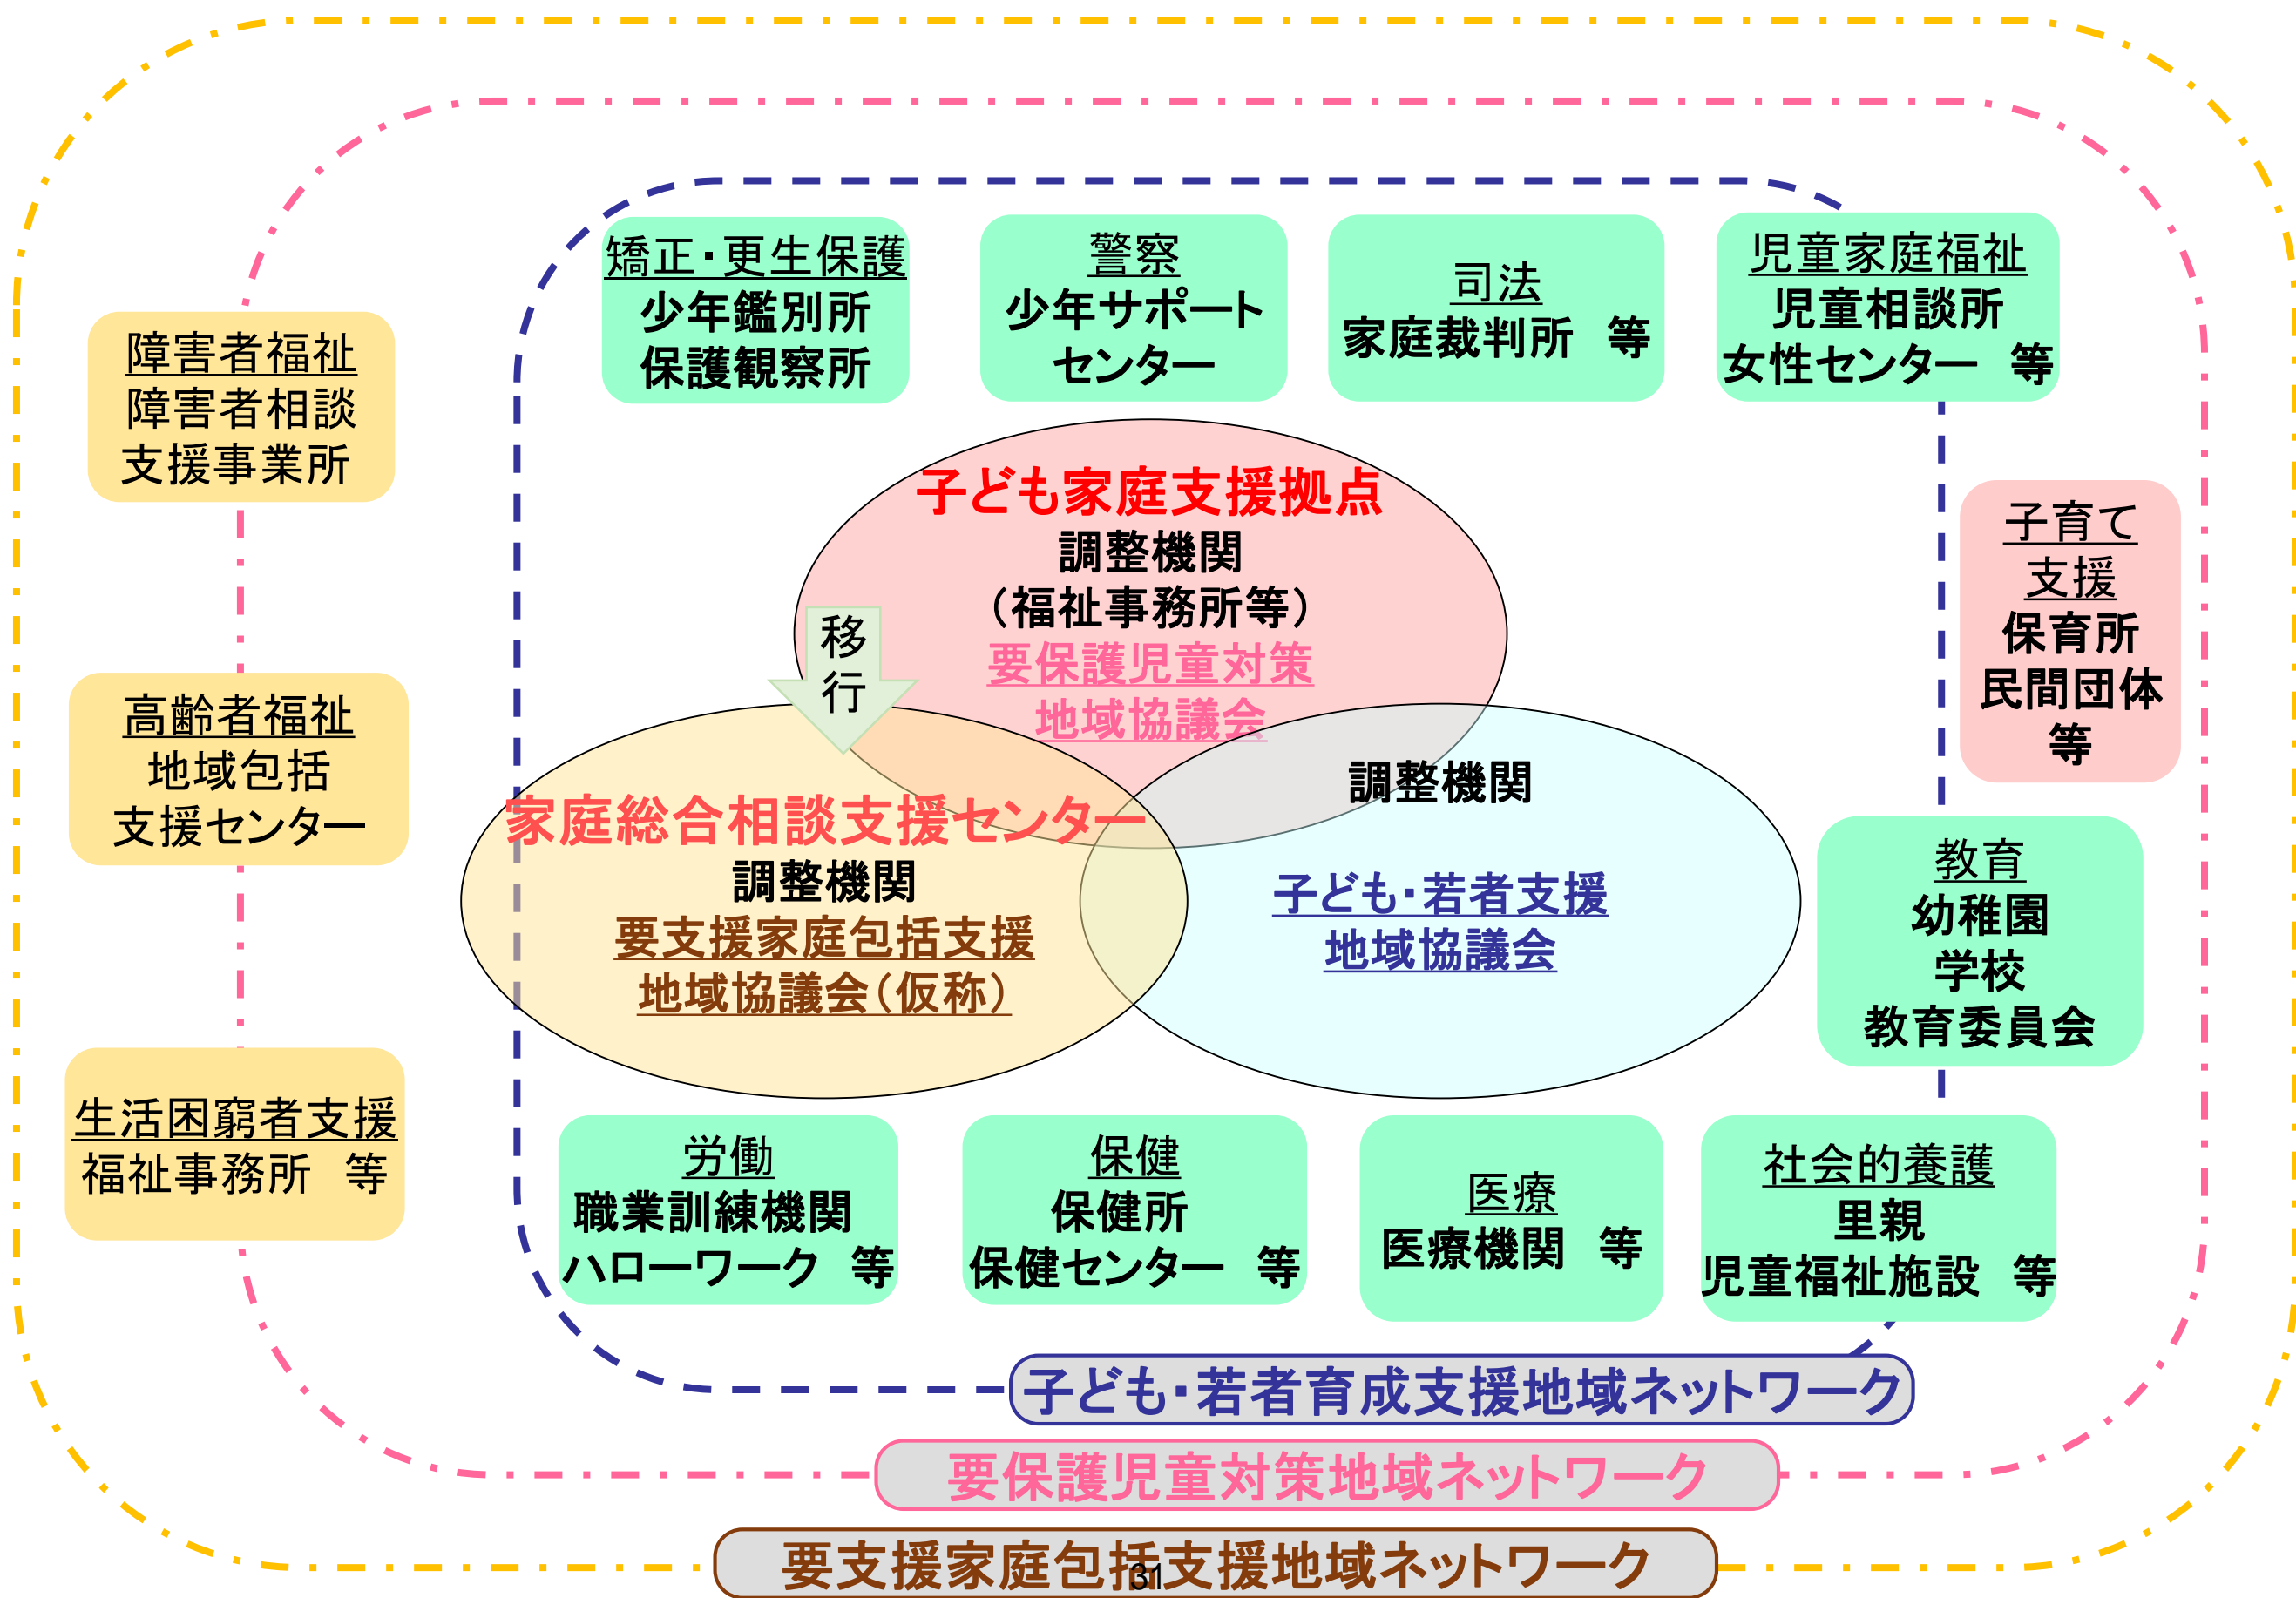 矯正・更生保護
少年鑑別所
保護観察所
警察
少年サポート
センター
司法
家庭裁判所　等
児童家庭福祉
児童相談所
女性センター　等
障害者福祉
障害者相談
支援事業所
高齢者福祉
地域包括
支援センター
生活困窮者支援
福祉事務所　等
子ども家庭支援拠点
調整機関
（福祉事務所等）
要保護児童対策
地域協議会
移
行
家庭総合相談支援センター
調整機関
要支援家庭包括支援
地域協議会（仮称）
調整機関
子ども・若者支援
地域協議会
子育て
支援
保育所
民間団体
等
教育
幼稚園
学校
教育委員会
労働
職業訓練機関
ハローワーク 等
保健
保健所
保健センター　等
医療
医療機関　等
社会的養護
里親
児童福祉施設　等
子ども・若者育成支援地域ネットワーク
要保護児童対策地域ネットワーク
要支援家庭包括支援地域ネットワーク
31